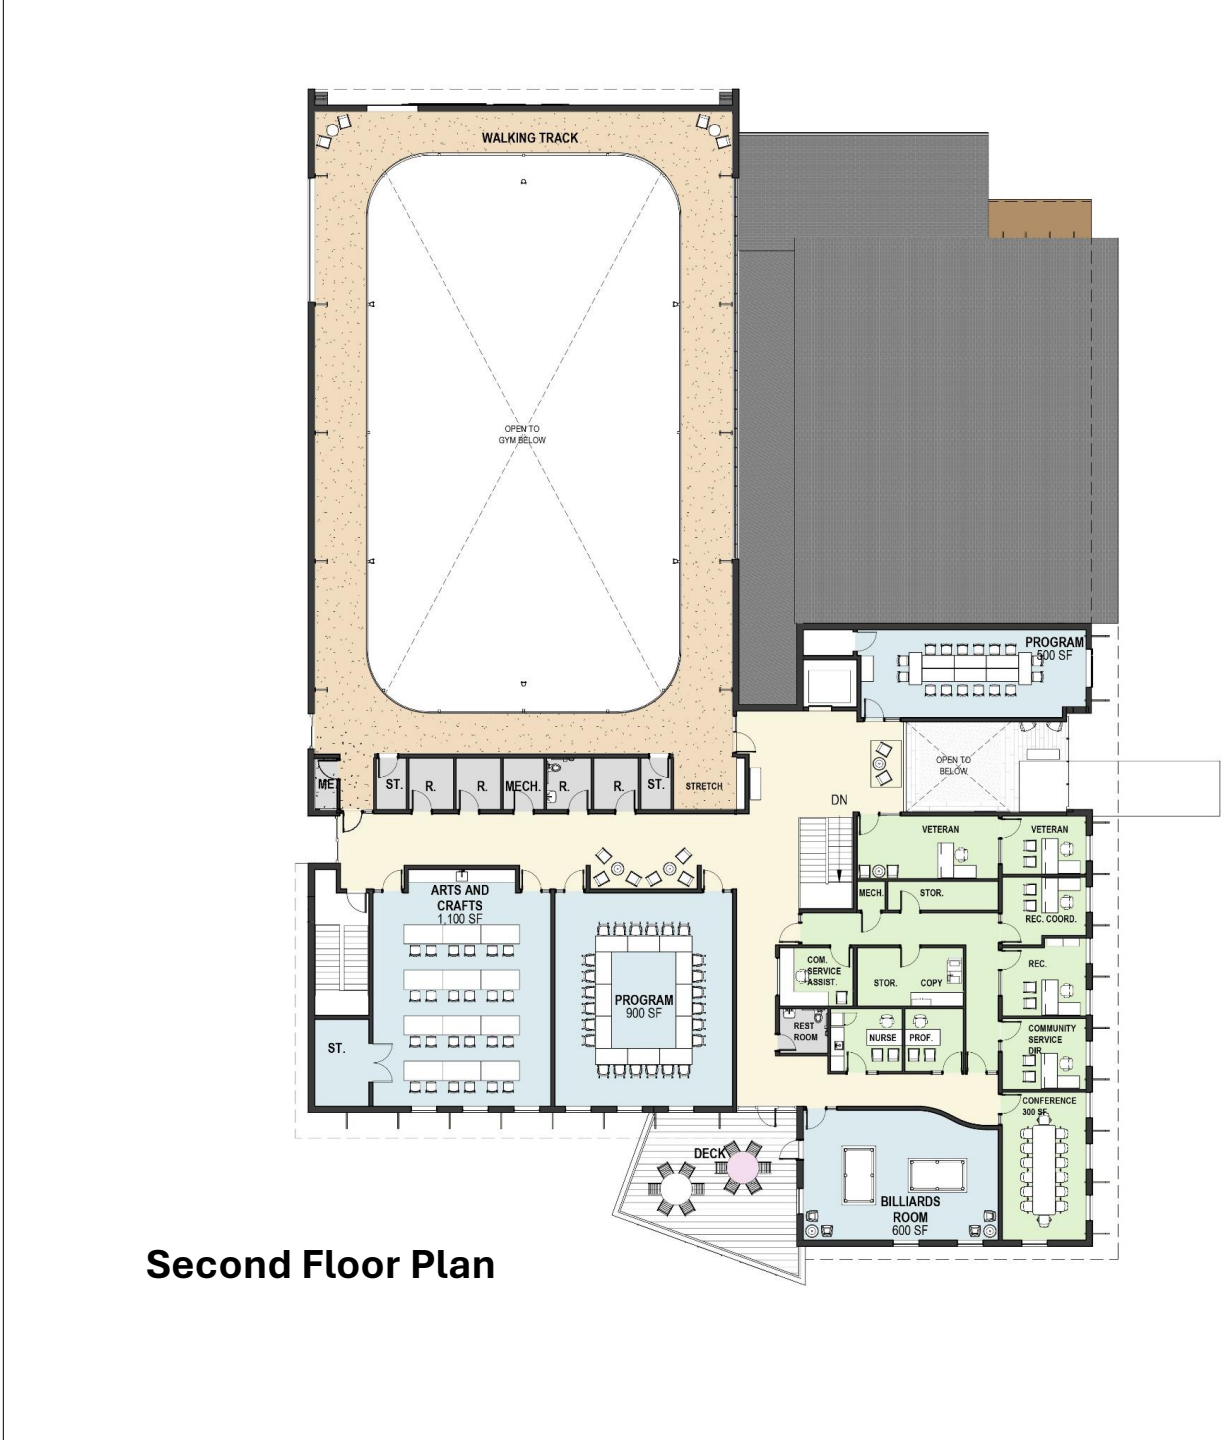 WALKING TRACK
OPEN TO
GYM BELOW
PROGRAM
500 SF
OPEN TO
BELOW
ME
ST.
R.
R.
MECH.
R.
R.
ST.
STRETCH
DN
VETERAN
VETERAN
MECH.
STOR.
REC. COORD.
ARTS AND
CRAFTS
1,100 SF
COM.
SERVICE
ASSIST.
STOR.
COPY
REC.
PROGRAM
900 SF
REST
ROOM
NURSE
PROF.
COMMUNITY
SERVICE
DIR.
ST.
CONFERENCE
300 SF
DECK
BILLIARDS
ROOM
600 SF
Second Floor Plan